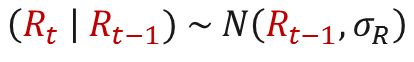 (R_t | R_{t−1}) ~ N(R_{t−1}, σ_R)